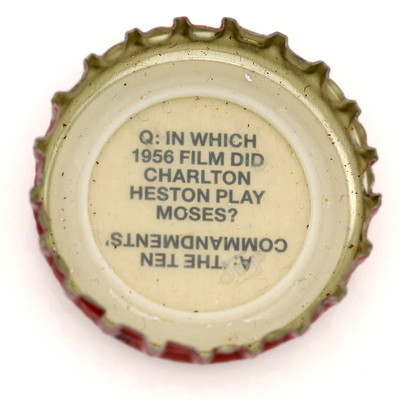 Q: IN WHICH
1956 FILM DID
CHARLTON
HESTON PLAY
MOSES?
A: THE TEN
COMMANDMENTS'